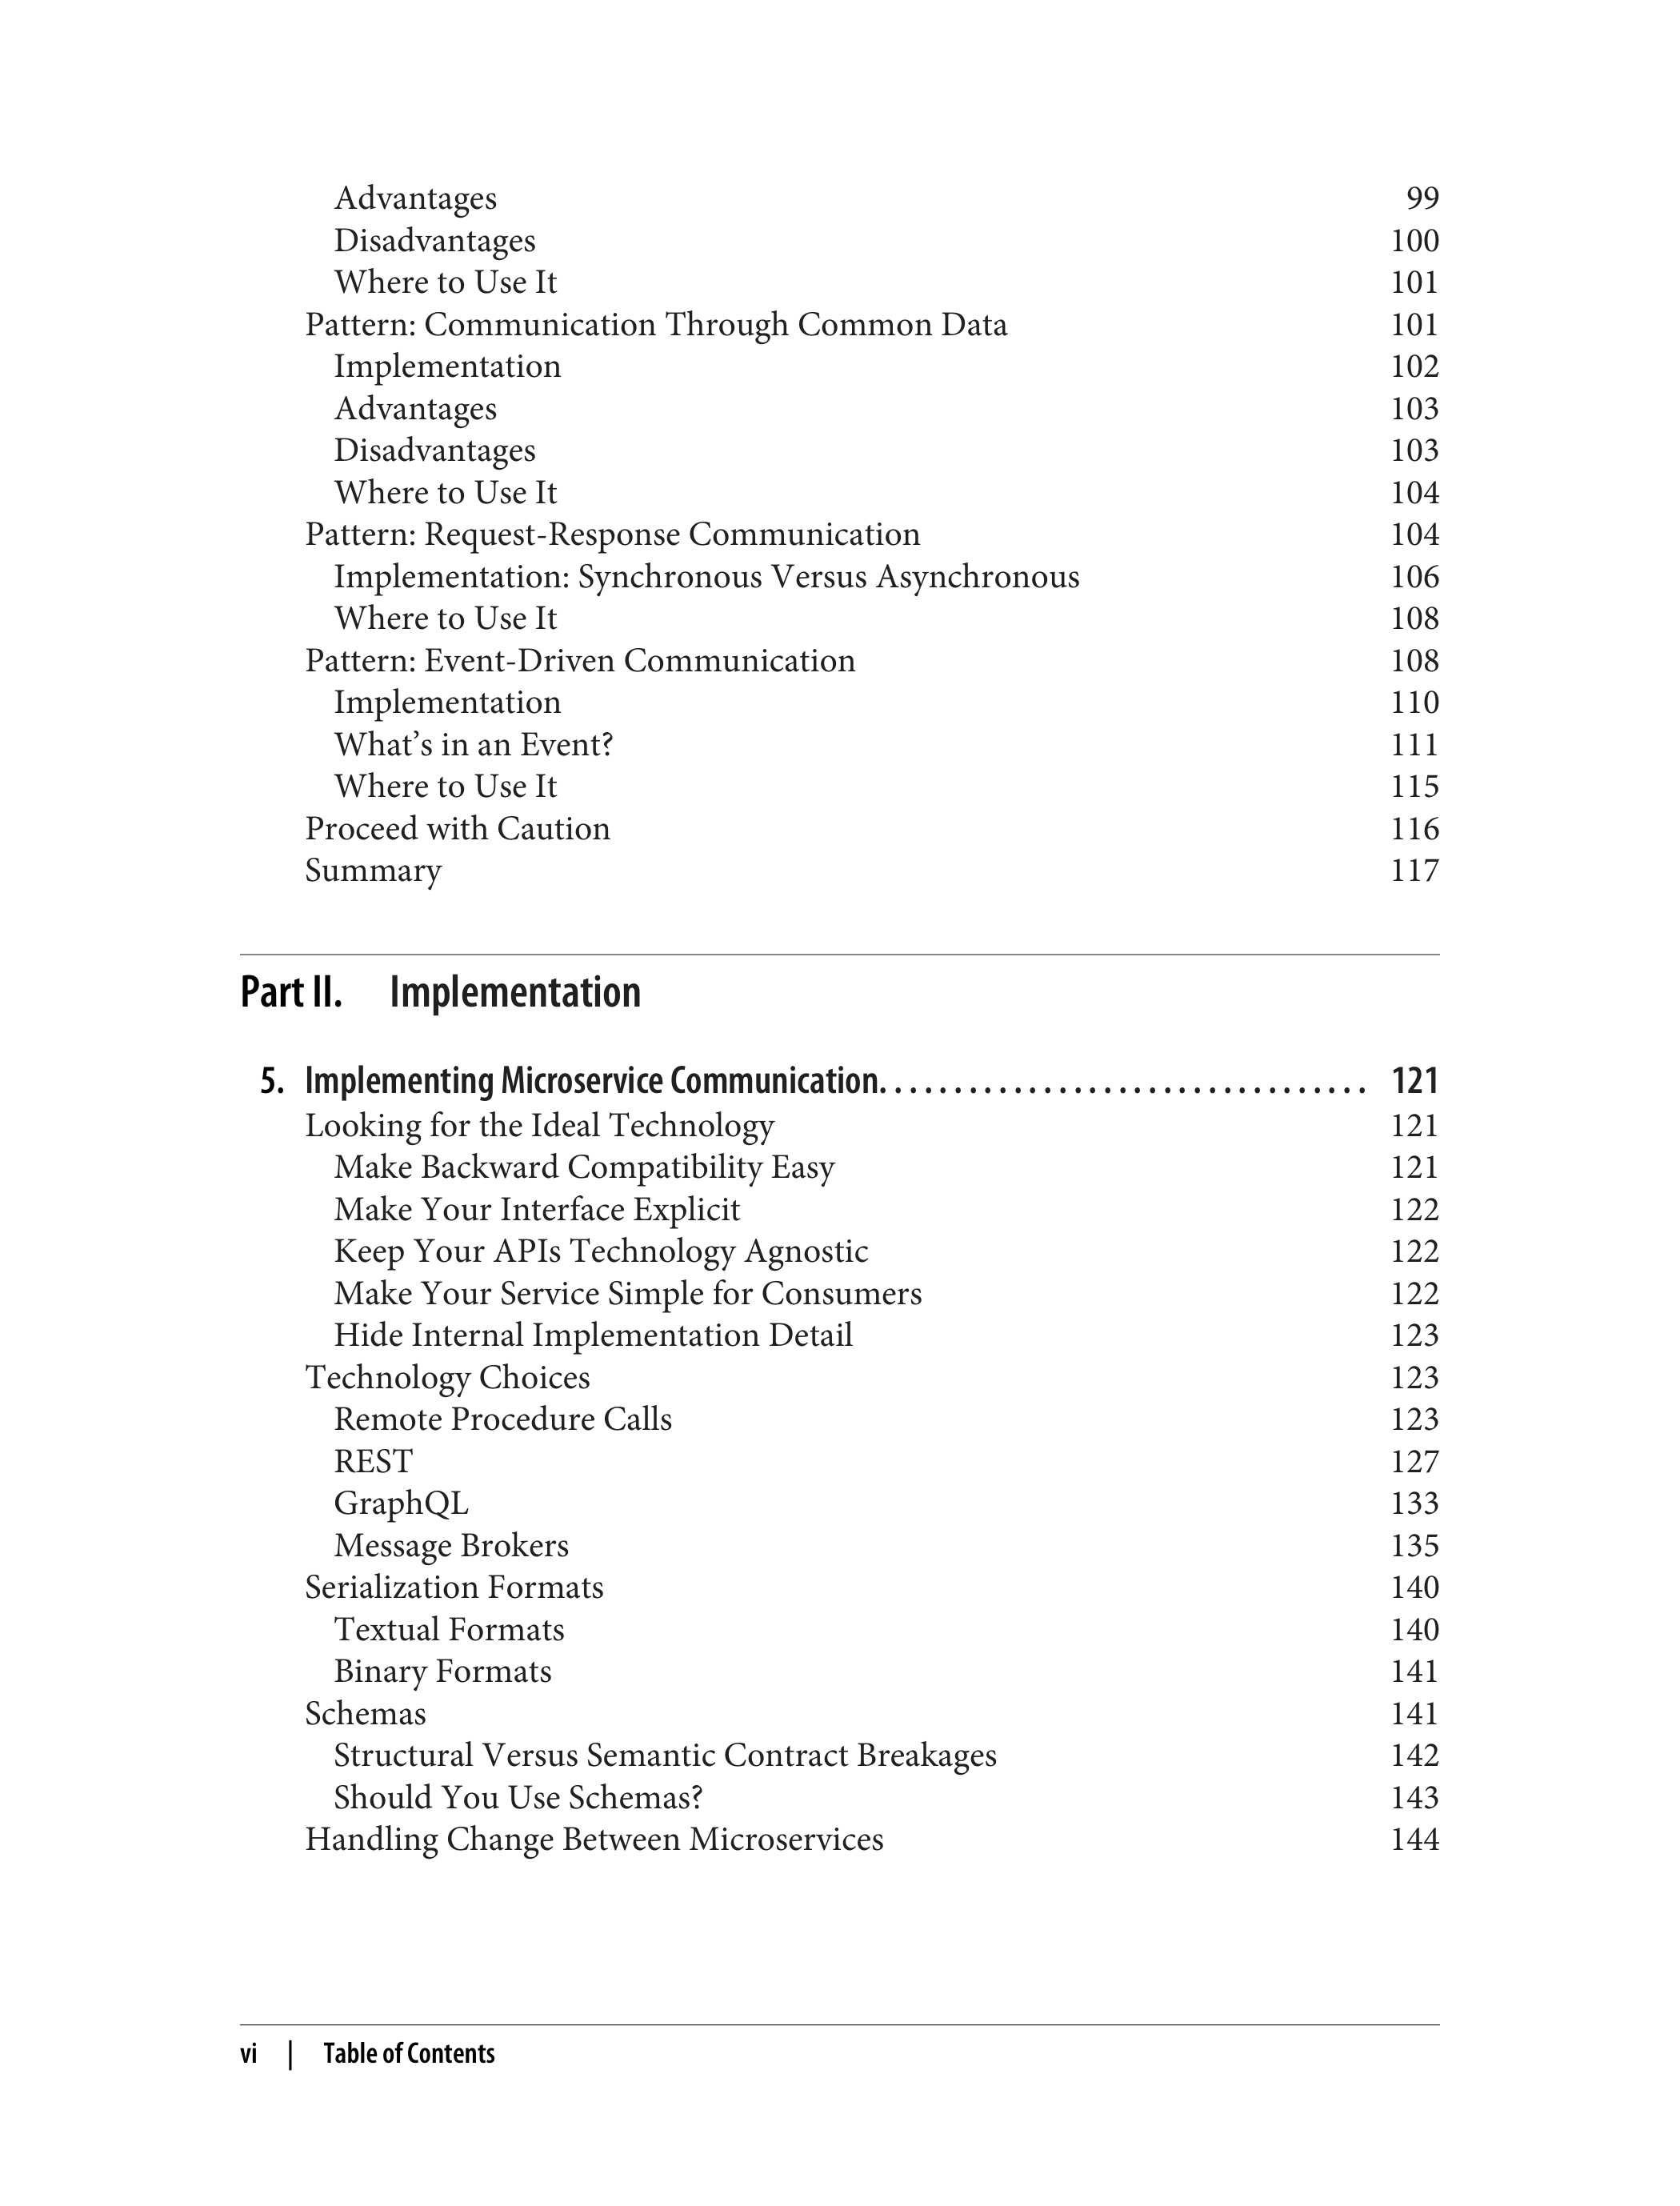 Advantages 99
Disadvantages 100
Where to Use It 101
Pattern: Communication Through Common Data 101
Implementation 102
Advantages 103
Disadvantages 103
Where to Use It 104
Pattern: Request-Response Communication 104
Implementation: Synchronous Versus Asynchronous 106
Where to Use It 108
Pattern: Event-Driven Communication 108
Implementation 110
What’s in an Event? 111
Where to Use It 115
Proceed with Caution 116
Summary 117
Part II. Implementation
5. Implementing Microservice Communication. . . . . . . . . . . . . . . . . . . . . . . . . . . . . . . . . 121
Looking for the Ideal Technology 121
Make Backward Compatibility Easy 121
Make Your Interface Explicit 122
Keep Your APIs Technology Agnostic 122
Make Your Service Simple for Consumers 122
Hide Internal Implementation Detail 123
Technology Choices 123
Remote Procedure Calls 123
REST 127
GraphQL 133
Message Brokers 135
Serialization Formats 140
Textual Formats 140
Binary Formats 141
Schemas 141
Structural Versus Semantic Contract Breakages 142
Should You Use Schemas? 143
Handling Change Between Microservices 144
vi | Table of Contents